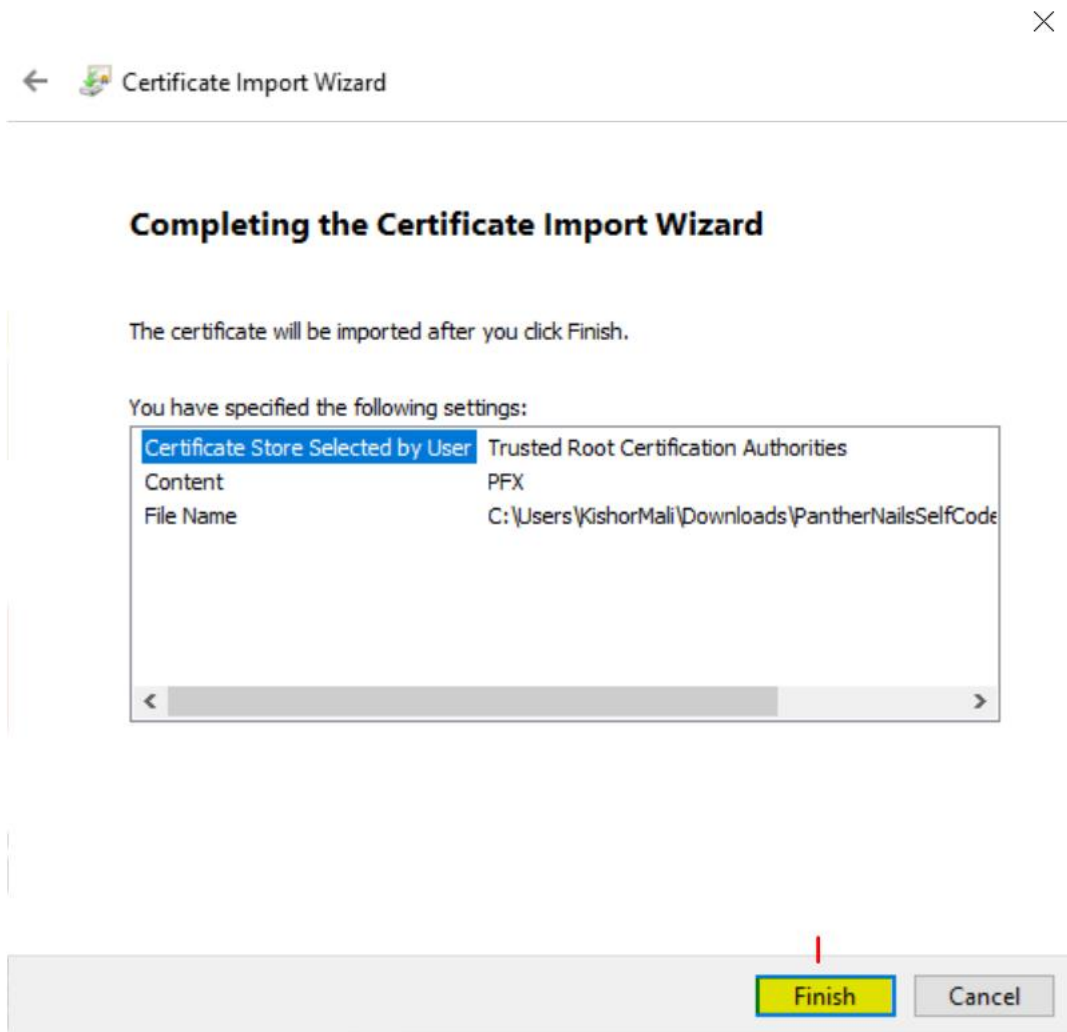 Certificate Import Wizard
Completing the Certificate Import Wizard
The certificate will be imported after you click Finish.
You have specified the following settings:
Certificate Store Selected by User Trusted Root Certification Authorities
Content PFX
File Name C:\Users\KishorMali\Downloads\PantherNailsSelfCode
Finish Cancel